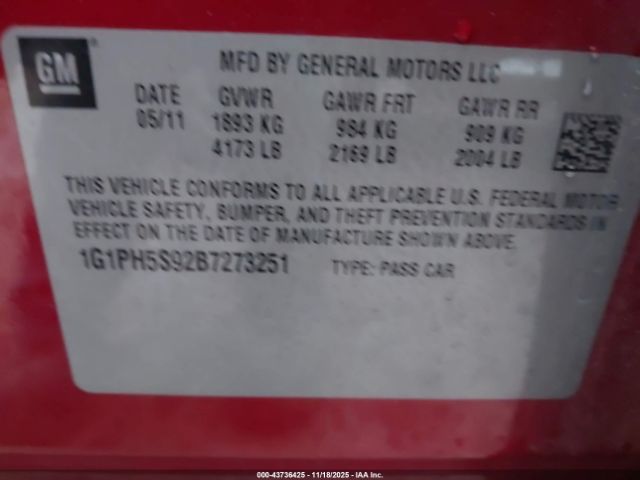 GM
MFD BY GENERAL MOTORS LLC
DATE GVWR GAWR FRT GAWR RR
05/11 1893 KG 984 KG 909 KG
4173 LB 2169 LB 2004 LB
THIS VEHICLE CONFORMS TO ALL APPLICABLE U.S. FEDERAL MOTOR
VEHICLE SAFETY, BUMPER, AND THEFT PREVENTION STANDARDS IN
EFFECT ON THE DATE OF MANUFACTURE SHOWN ABOVE.
1G1PH5S92B7273251 TYPE: PASS CAR
000-43736425 - 11/18/2025 - IAA Inc.